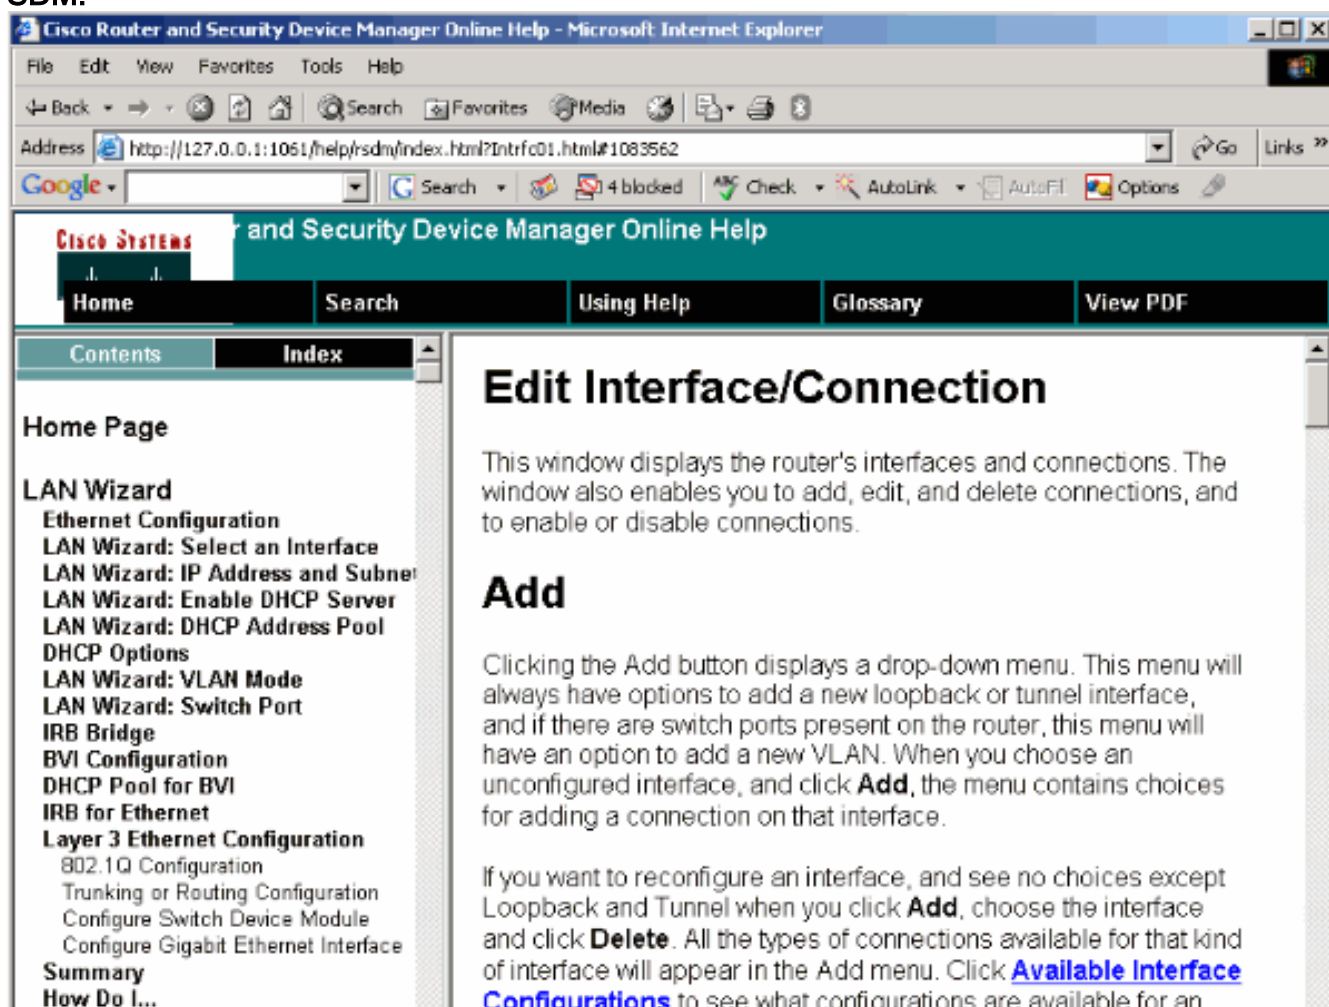 SDM.
Cisco Router and Security Device Manager Online Help - Microsoft Internet Explorer
File Edit View Favorites Tools Help
Back Search Favorites Media
Address http://127.0.0.1:1061/help/rsdm/index.html?Intrfc01.html#1083562 Go Links »
Google Search 4 blocked ABC Check AutoLink AutoFill Options
CISCO SYSTEMS r and Security Device Manager Online Help
Home Search Using Help Glossary View PDF
Contents Index
Home Page
LAN Wizard
Ethernet Configuration
LAN Wizard: Select an Interface
LAN Wizard: IP Address and Subnet
LAN Wizard: Enable DHCP Server
LAN Wizard: DHCP Address Pool
DHCP Options
LAN Wizard: VLAN Mode
LAN Wizard: Switch Port
IRB Bridge
BVI Configuration
DHCP Pool for BVI
IRB for Ethernet
Layer 3 Ethernet Configuration
802.1Q Configuration
Trunking or Routing Configuration
Configure Switch Device Module
Configure Gigabit Ethernet Interface
Summary
How Do I...
Edit Interface/Connection
This window displays the router's interfaces and connections. The
window also enables you to add, edit, and delete connections, and
to enable or disable connections.
Add
Clicking the Add button displays a drop-down menu. This menu will
always have options to add a new loopback or tunnel interface,
and if there are switch ports present on the router, this menu will
have an option to add a new VLAN. When you choose an
unconfigured interface, and click Add, the menu contains choices
for adding a connection on that interface.
If you want to reconfigure an interface, and see no choices except
Loopback and Tunnel when you click Add, choose the interface
and click Delete. All the types of connections available for that kind
of interface will appear in the Add menu. Click Available Interface
Configurations to see what configurations are available for an